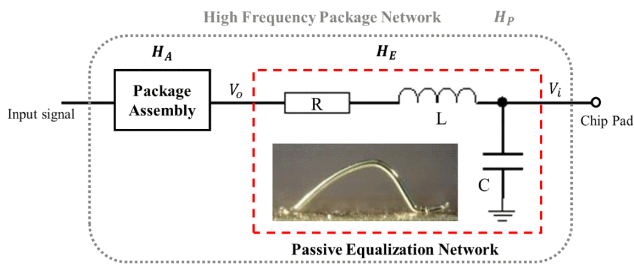 High Frequency Package Network H_P
H_A
H_E
Package
Assembly
V_o
V_i
Input signal
R
L
Chip Pad
C
Passive Equalization Network